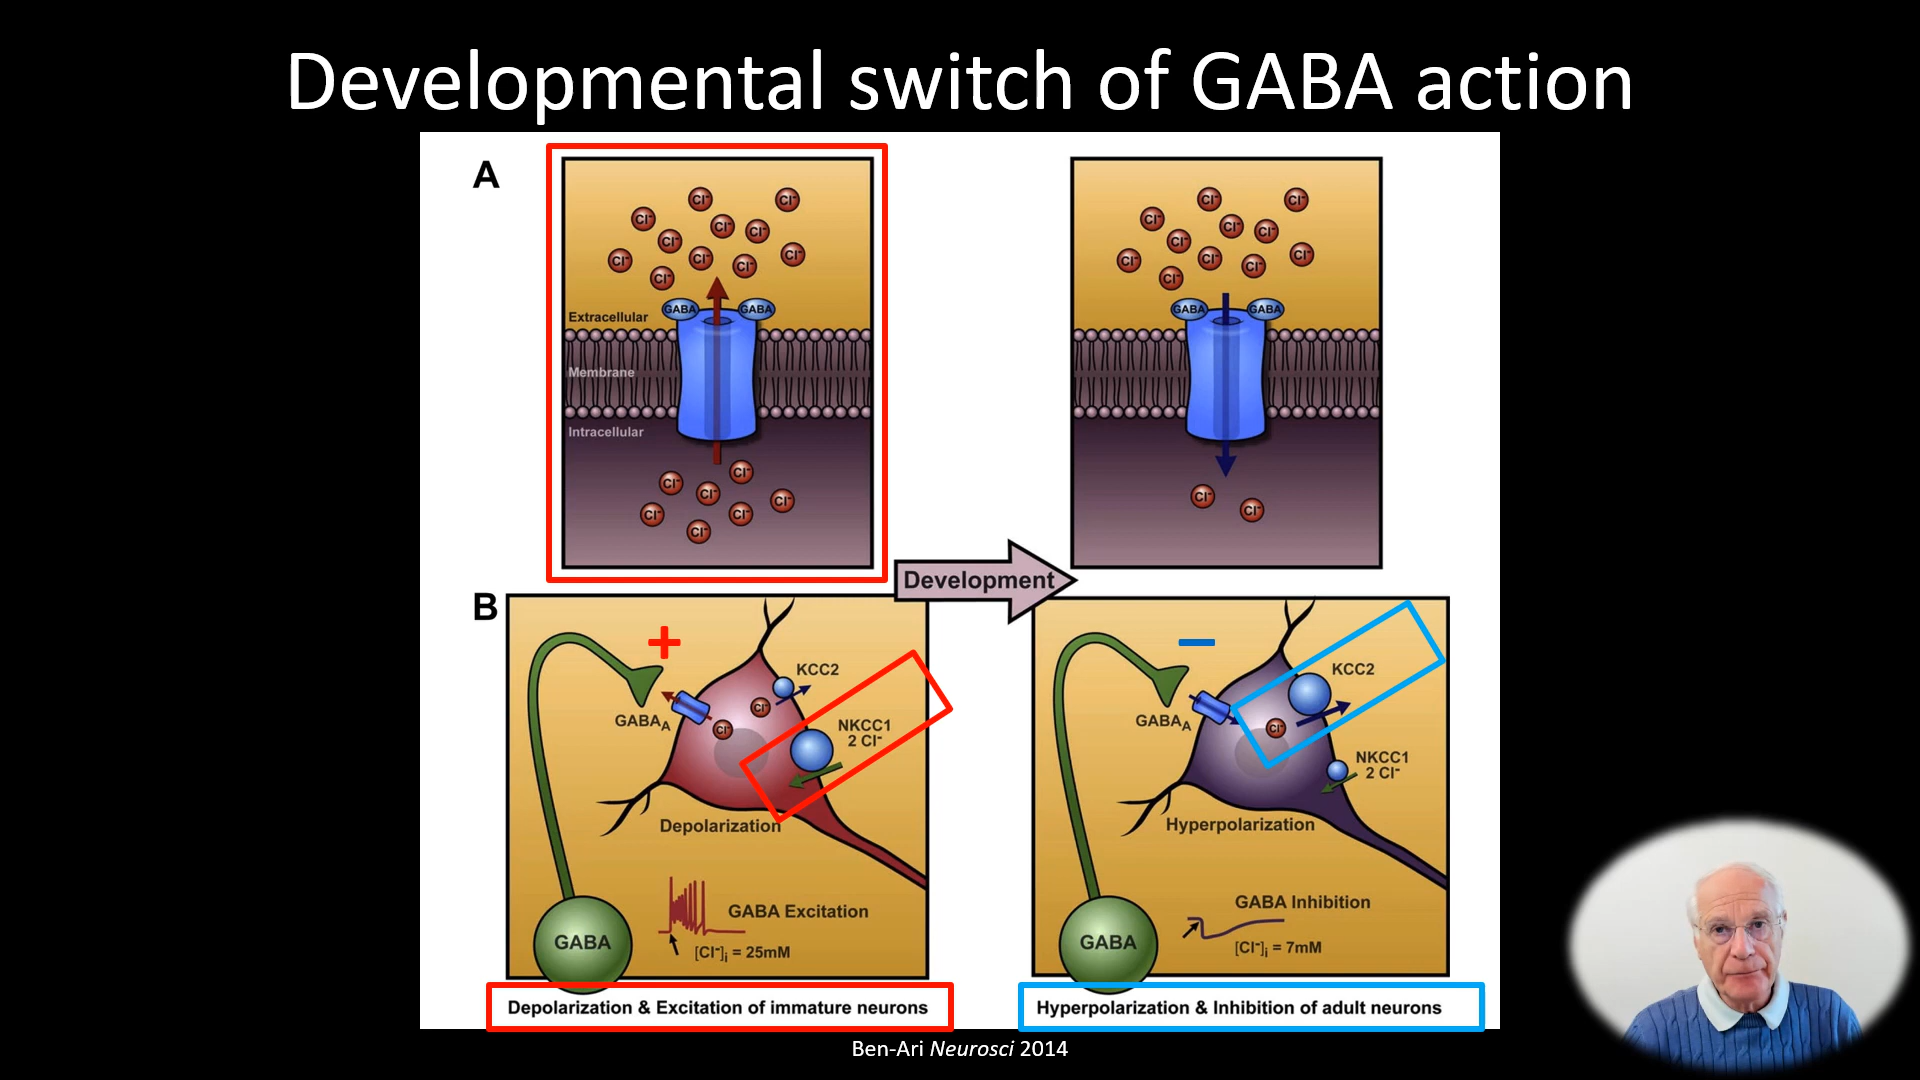 Developmental switch of GABA action
A
Cl⁻ Cl⁻
Cl⁻ Cl⁻ Cl⁻
Cl⁻ Cl⁻ Cl⁻
Cl⁻ Cl⁻ Cl⁻
GABA GABA
Extracellular
Membrane
Intracellular
Cl⁻
Cl⁻ Cl⁻ Cl⁻
Cl⁻ Cl⁻
Cl⁻
Cl⁻ Cl⁻
Cl⁻ Cl⁻ Cl⁻
Cl⁻ Cl⁻ Cl⁻
Cl⁻ Cl⁻ Cl⁻
GABA GABA
Cl⁻ Cl⁻
Development
B
+
KCC2
Cl⁻
GABA_A
Cl⁻
NKCC1
2 Cl⁻
Depolarization
GABA Excitation
[Cl⁻]i = 25mM
GABA
Depolarization & Excitation of immature neurons
−
KCC2
GABA_A
Cl⁻
NKCC1
2 Cl⁻
Hyperpolarization
GABA Inhibition
[Cl⁻]i = 7mM
GABA
Hyperpolarization & Inhibition of adult neurons
Ben-Ari Neurosci 2014